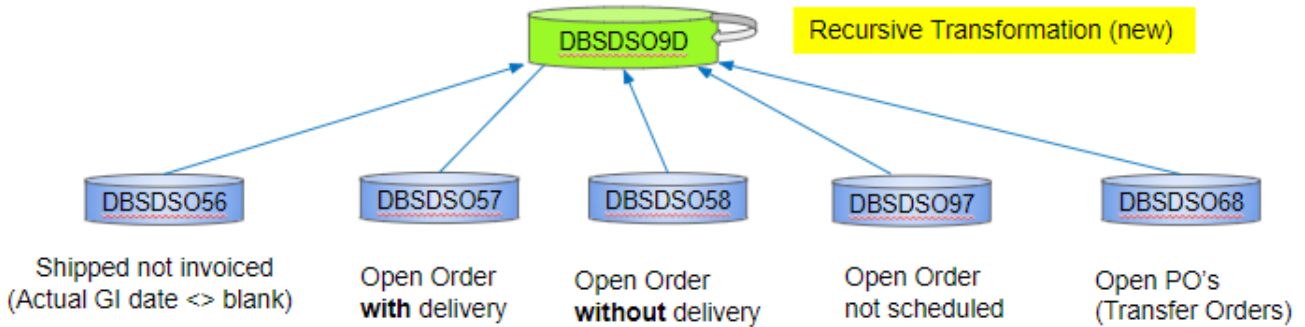 DBSDSO9D
Recursive Transformation (new)
DBSDSO56
DBSDSO57
DBSDSO58
DBSDSO97
DBSDSO68
Shipped not invoiced
(Actual GI date <> blank)
Open Order
with delivery
Open Order
without delivery
Open Order
not scheduled
Open PO's
(Transfer Orders)